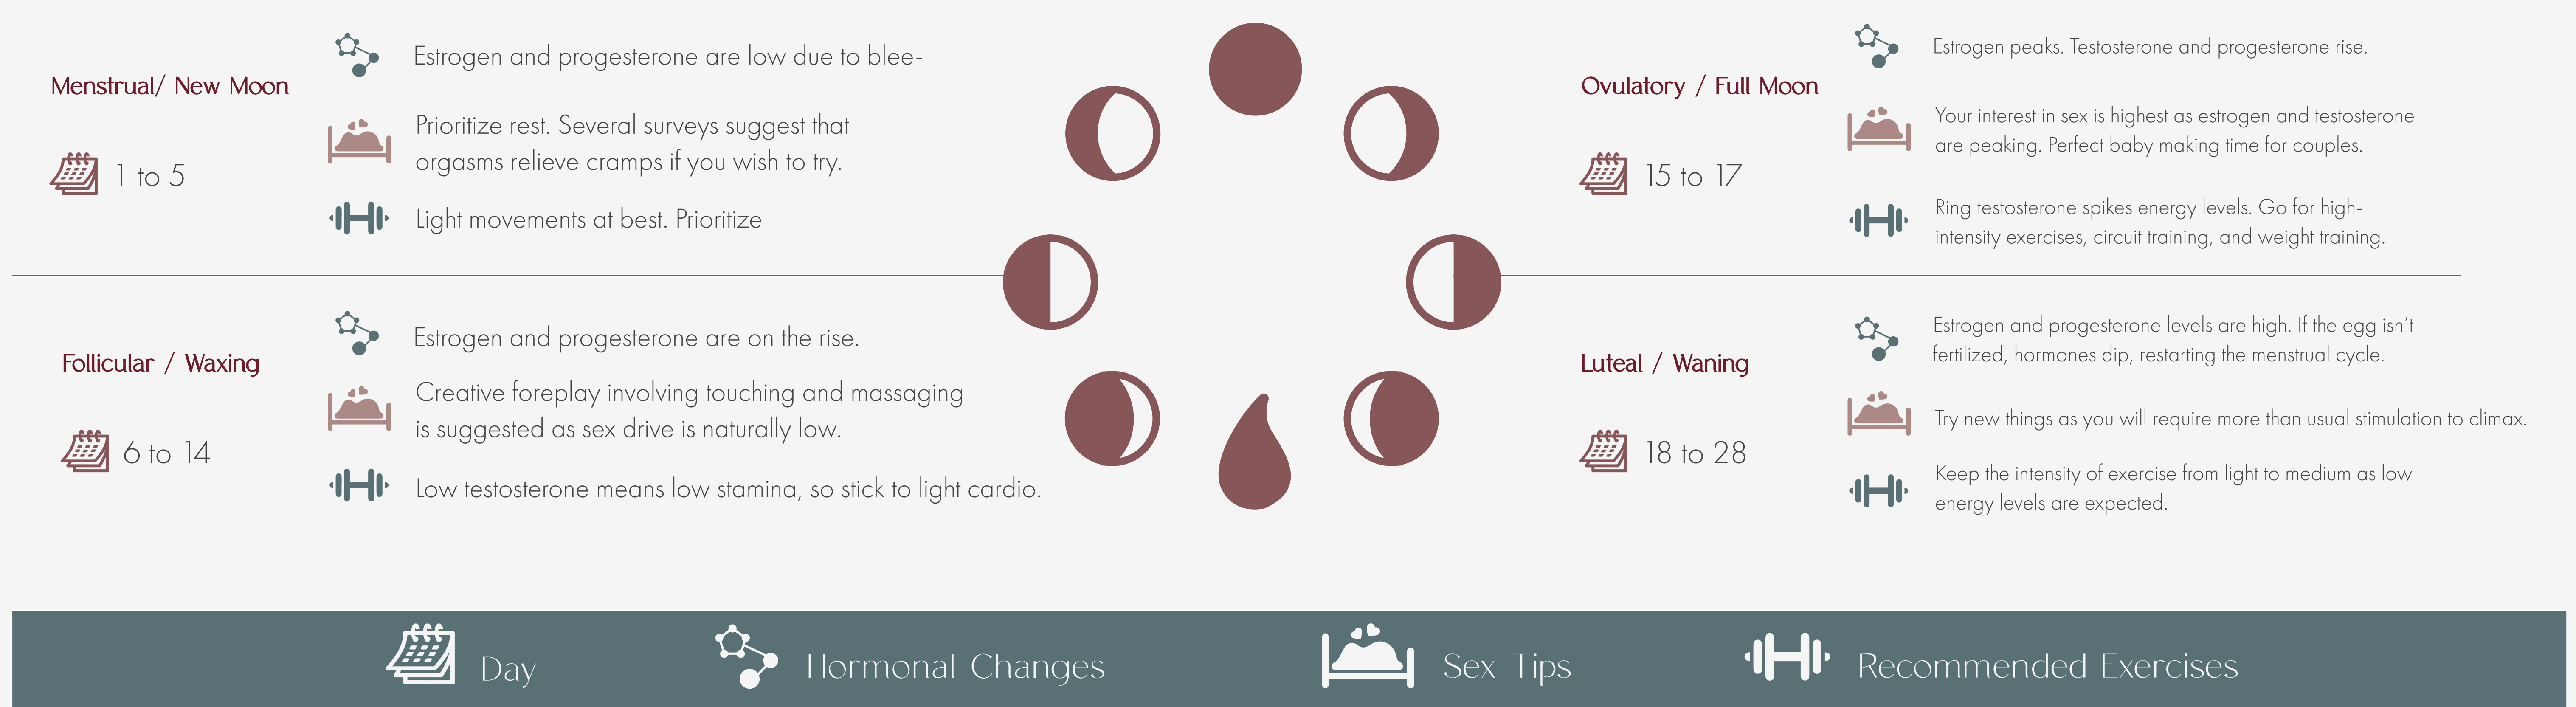 Menstrual/ New Moon
1 to 5
Estrogen and progesterone are low due to blee-
Prioritize rest. Several surveys suggest that
orgasms relieve cramps if you wish to try.
Light movements at best. Prioritize
Follicular / Waxing
6 to 14
Estrogen and progesterone are on the rise.
Creative foreplay involving touching and massaging
is suggested as sex drive is naturally low.
Low testosterone means low stamina, so stick to light cardio.
Ovulatory / Full Moon
15 to 17
Estrogen peaks. Testosterone and progesterone rise.
Your interest in sex is highest as estrogen and testosterone
are peaking. Perfect baby making time for couples.
Ring testosterone spikes energy levels. Go for high-
intensity exercises, circuit training, and weight training.
Luteal / Waning
18 to 28
Estrogen and progesterone levels are high. If the egg isn't
fertilized, hormones dip, restarting the menstrual cycle.
Try new things as you will require more than usual stimulation to climax.
Keep the intensity of exercise from light to medium as low
energy levels are expected.
Day
Hormonal Changes
Sex Tips
Recommended Exercises